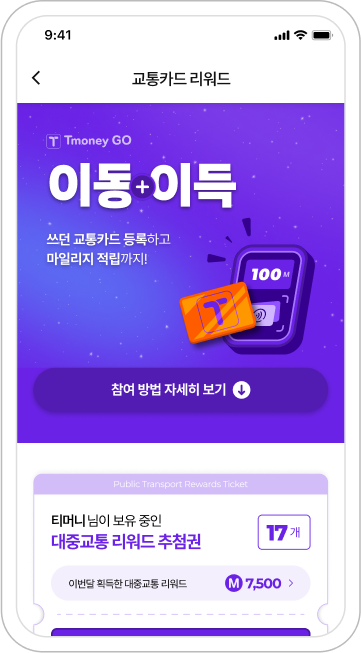 9:41
교통카드 리워드
Tmoney GO
이동+이득
쓰던 교통카드 등록하고
마일리지 적립까지!
100 M
T
참여 방법 자세히 보기
Public Transport Rewards Ticket
티머니 님이 보유 중인
대중교통 리워드 추첨권
17 개
이번달 획득한 대중교통 리워드
M 7,500